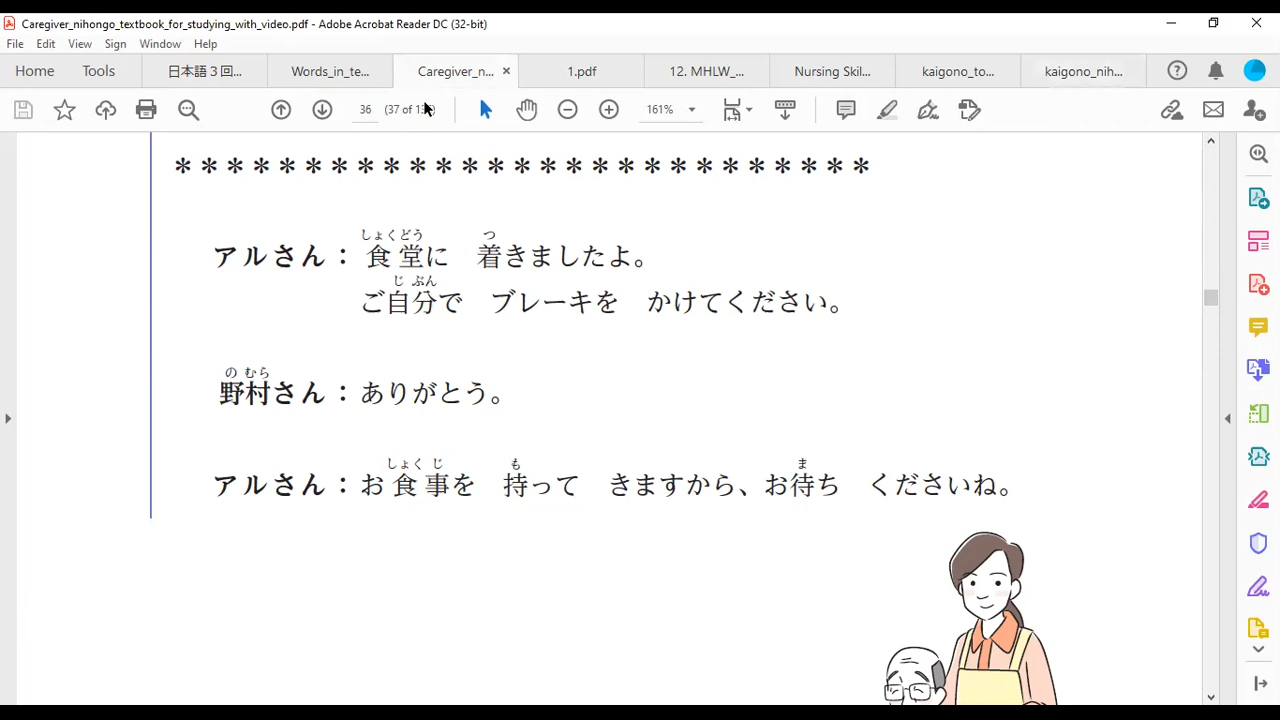 Caregiver_nihongo_textbook_for_studying_with_video.pdf - Adobe Acrobat Reader DC (32-bit)
File Edit View Sign Window Help
Home Tools 日本語３回... Words_in_te... Caregiver_n... × 1.pdf 12. MHLW_... Nursing Skil... kaigono_to... kaigono_nih...
36 (37 of 161%
* * * * * * * * * * * * * * * * * * * * * * * * * * *
しょくどう つ
アルさん：食堂に 着きましたよ。
じ ぶん
ご自分で ブレーキを かけてください。
の むら
野村さん：ありがとう。
しょく じ も ま
アルさん：お食事を 持って きますから、お待ち くださいね。